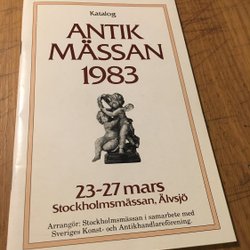 Katalog
ANTIK
MÄSSAN
1983
23-27 mars
Stockholmsmässan, Älvsjö
Arrangör: Stockholmsmässan i samarbete med
Sveriges Konst- och Antikhandlareförening.